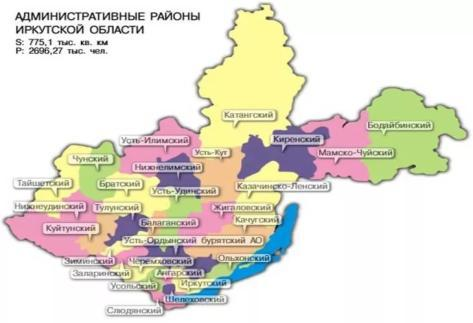 АДМИНИСТРАТИВНЫЕ РАЙОНЫ
ИРКУТСКОЙ ОБЛАСТИ
S: 775,1 тыс. кв. км
P: 2696,27 тыс. чел.
Катангский
Бодайбинский
Киренский
Усть-Илимский
Усть-Кут
Мамско-Чуйский
Чунский
Нижнеилимский
Тайшетский
Братский
Усть-Удинский
Казачинско-Ленский
Нижнеудинский
Тулунский
Жигаловский
Куйтунский
Балаганский
Качугский
Усть-Ордынский бурятский АО
Зиминский
Черемховский
Ольхонский
Заларинский
Ангарский
Усольский
Иркутский
Шелеховский
Слюдянский